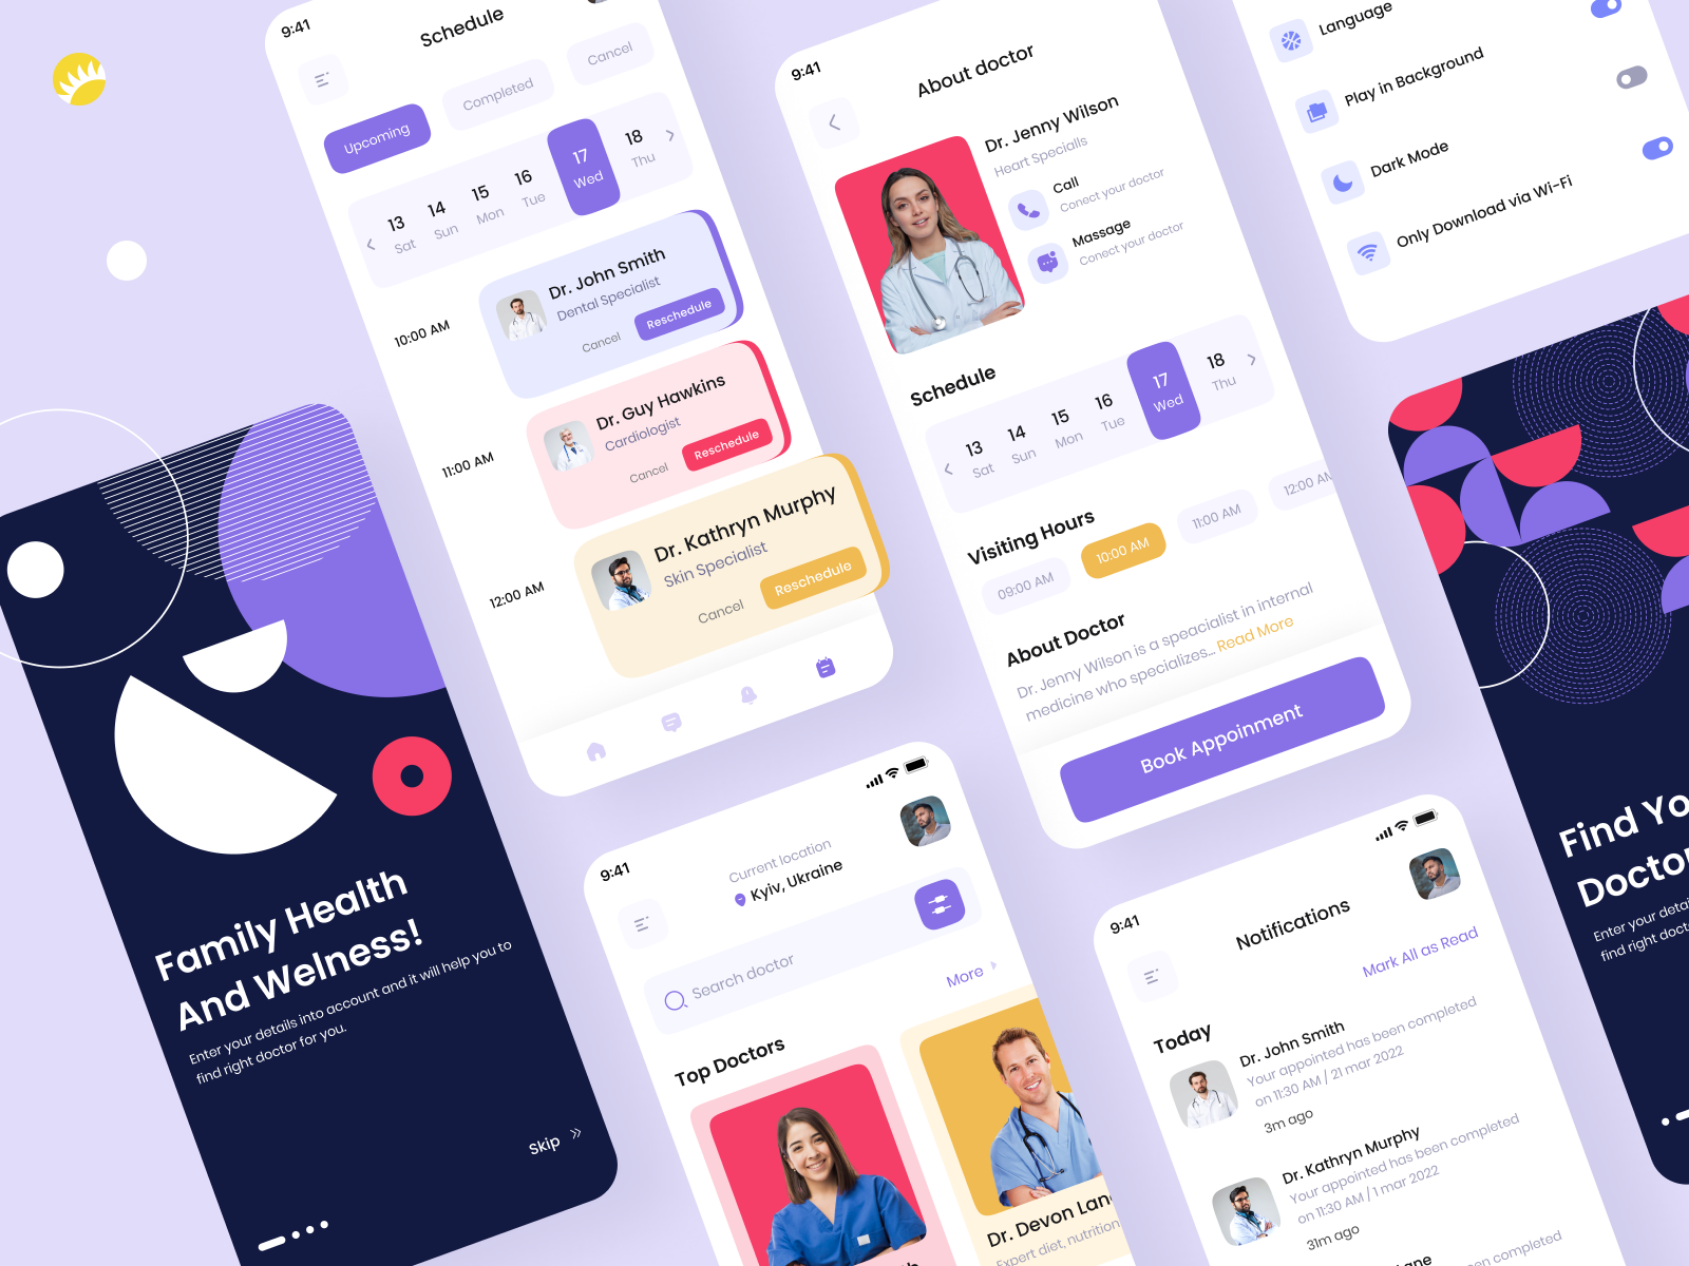 9:41
Schedule
Upcoming
Completed
Cancel
13 14 15 16 17 18
Sat Sun Mon Tue Wed Thu
10:00 AM
Dr. John Smith
Dental Specialist
Cancel
Reschedule
11:00 AM
Dr. Guy Hawkins
Cardiologist
Cancel
Reschedule
12:00 AM
Dr. Kathryn Murphy
Skin Specialist
Cancel
Reschedule
9:41
About doctor
Dr. Jenny Wilson
Heart Specialls
Call
Conect your doctor
Massage
Conect your doctor
Schedule
13 14 15 16 17 18
Sat Sun Mon Tue Wed Thu
Visiting Hours
09:00 AM
10:00 AM
11:00 AM
12:00 AM
About Doctor
Dr. Jenny Wilson is a speacialist in internal
medicine who specializes... Read More
Book Appoinment
Language
Play in Background
Dark Mode
Only Download via Wi-Fi
Family Health
And Welness!
Enter your details into account and it will help you to
find right doctor for you.
Skip
9:41
Current location
Kyiv, Ukraine
Search doctor
More
Top Doctors
Dr. Devon
Expert diet, nutrition
9:41
Notifications
Mark All as Read
Today
Dr. John Smith
Your appointed has been completed
on 11:30 AM / 21 mar 2022
3m ago
Dr. Kathryn Murphy
Your appointed has been completed
on 11:30 AM / 1 mar 2022
31m ago
been completed
Find
Enter your
find right